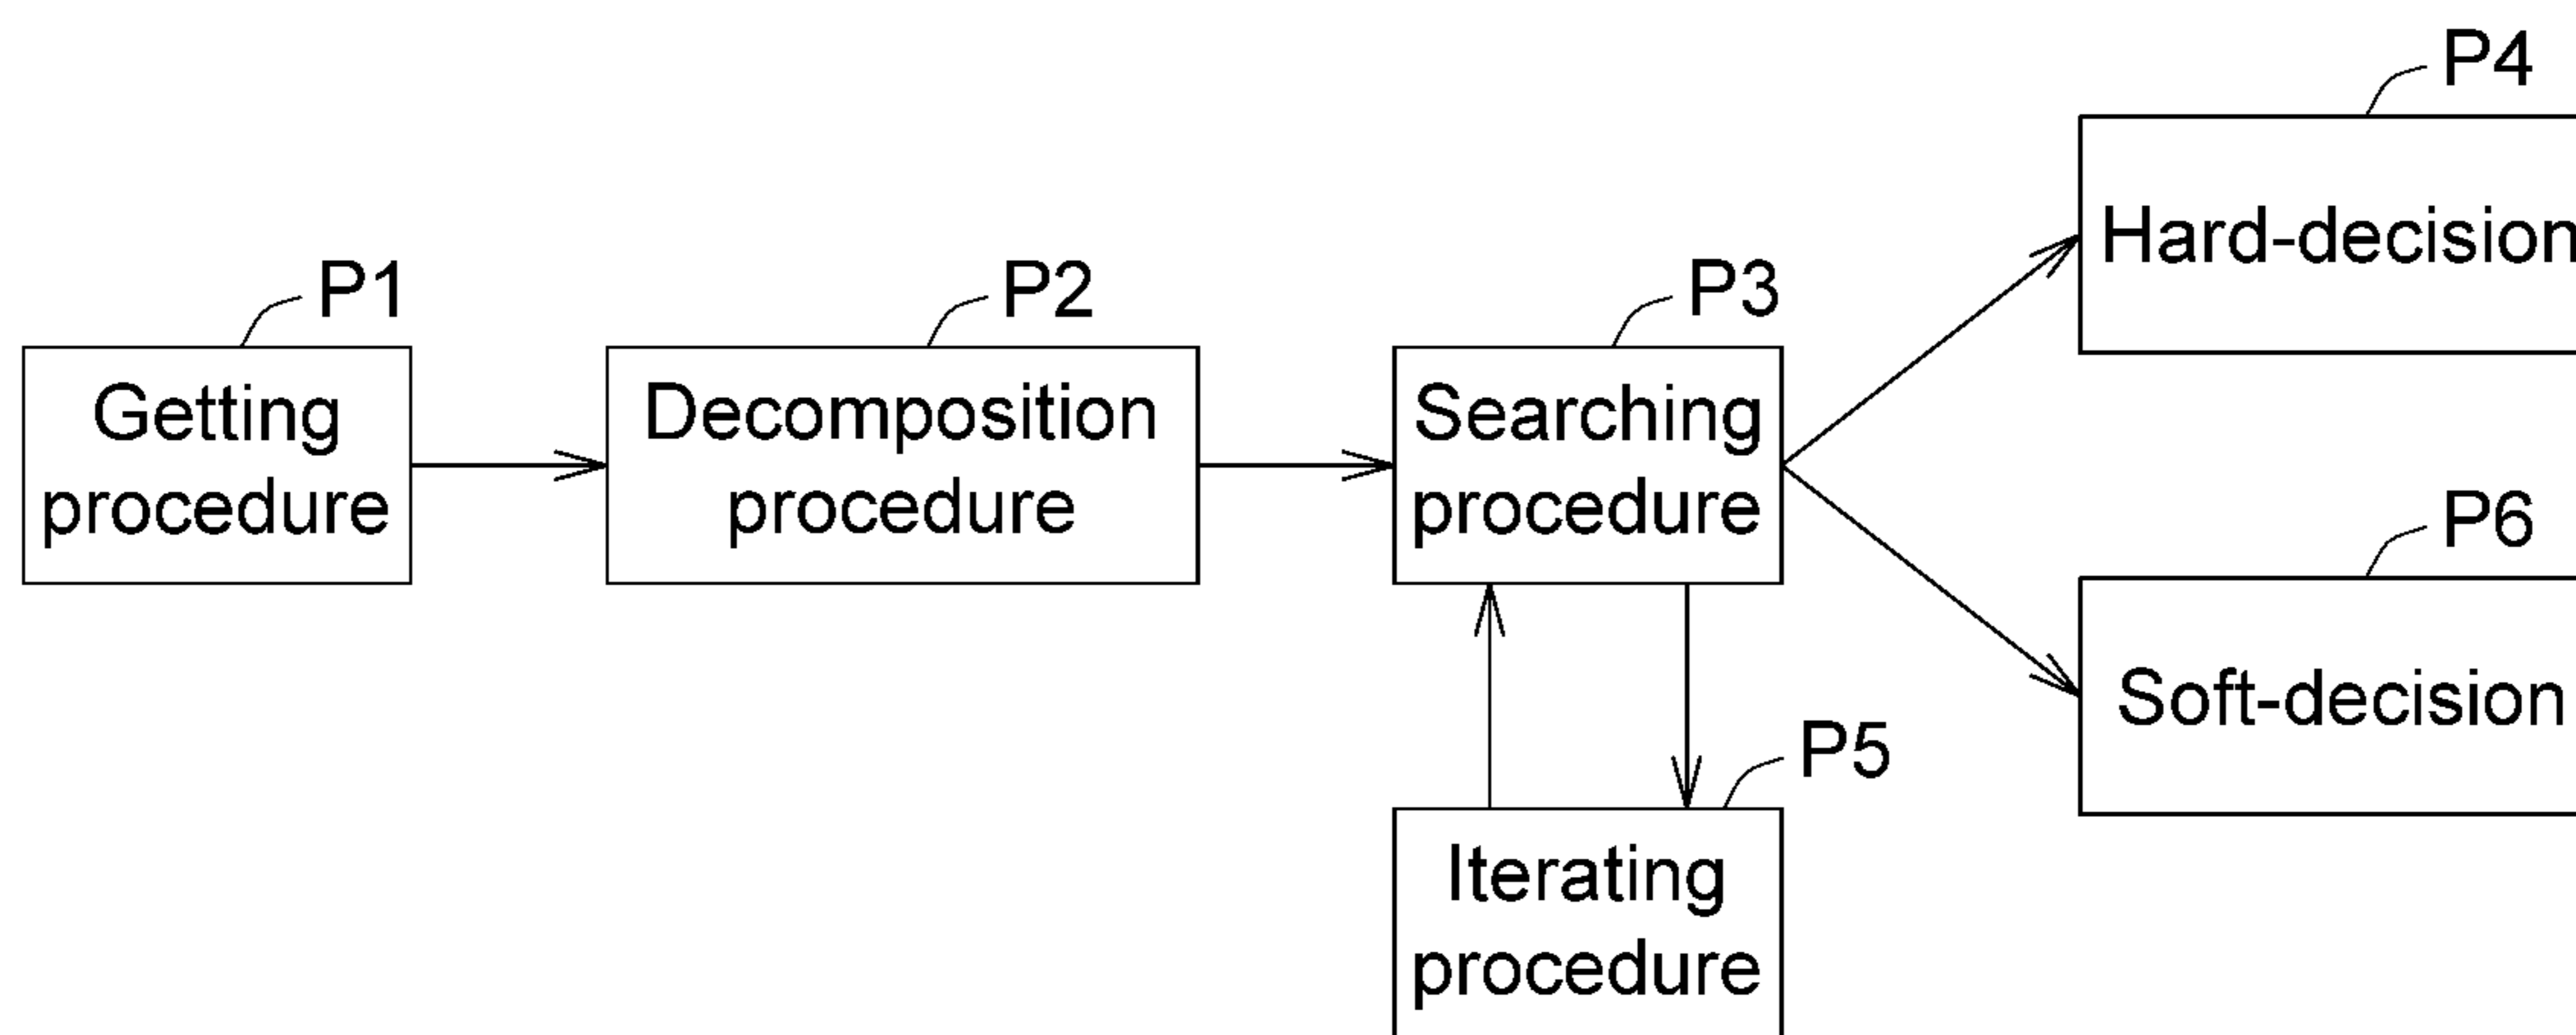 P4
Hard-decision
P1
P2
P3
Getting
procedure
Decomposition
procedure
Searching
procedure
P6
Soft-decision
P5
Iterating
procedure